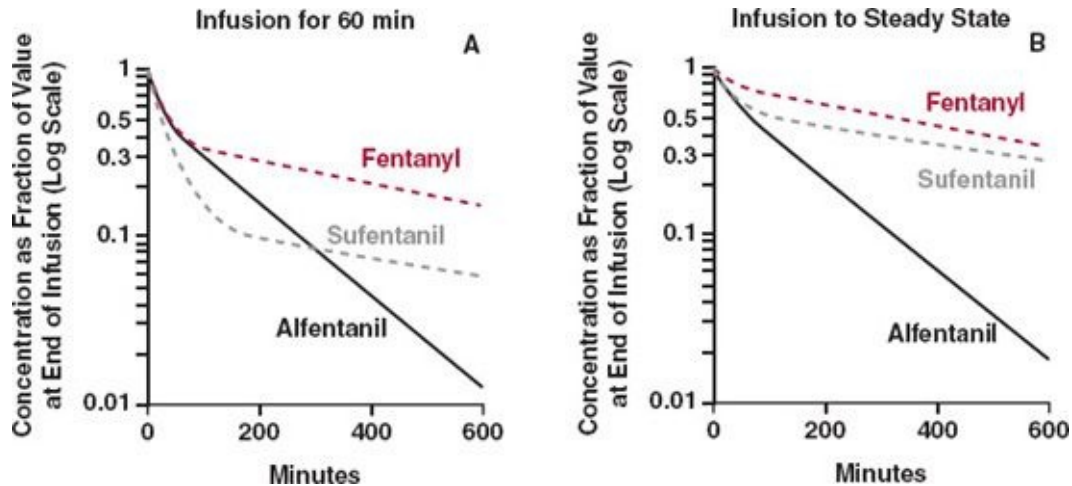 Infusion for 60 min
A
Concentration as Fraction of Value
at End of Infusion (Log Scale)
1
0.5
0.3
0.1
0.01
Fentanyl
Sufentanil
Alfentanil
0 200 400 600
Minutes
Infusion to Steady State
B
Concentration as Fraction of Value
at End of Infusion (Log Scale)
1
0.5
0.3
0.1
0.01
Fentanyl
Sufentanil
Alfentanil
0 200 400 600
Minutes